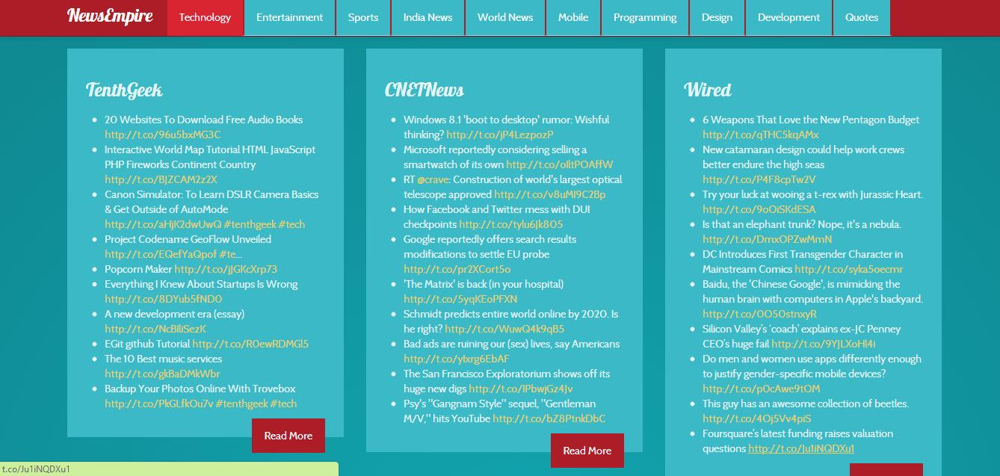 NewsEmpire
Technology
Entertainment
Sports
India News
World News
Mobile
Programming
Design
Development
Quotes
TenthGeek
20 Websites To Download Free Audio Books
http://t.co/96u5bxMG3C
Interactive World Map Tutorial HTML JavaScript
PHP Fireworks Continent Country
http://t.co/BJZCAM2z2X
Canon Simulator: To Learn DSLR Camera Basics
& Get Outside of AutoMode
http://t.co/aHjK2dwUwQ #tenthgeek #tech
Project Codename GeoFlow Unveiled
http://t.co/EQefYaQpof #te...
Popcorn Maker http://t.co/jJGKcXrp73
Everything I Knew About Startups Is Wrong
http://t.co/8DYub5fND0
A new development era (essay)
http://t.co/NcBlliSezK
EGit github Tutorial http://t.co/R0ewRDMGl5
The 10 Best music services
http://t.co/gkBaDMkWbr
Backup Your Photos Online With Trovebox
http://t.co/PkGLfkOu7v #tenthgeek #tech
Read More
CNETNews
Windows 8.1 'boot to desktop' rumor: Wishful
thinking? http://t.co/jP4LezpozP
Microsoft reportedly considering selling a
smartwatch of its own http://t.co/oIltPOAffW
RT @crave: Construction of world's largest optical
telescope approved http://t.co/v8uMI9C2Bp
How Facebook and Twitter mess with DUI
checkpoints http://t.co/tylu6Jk8O5
Google reportedly offers search results
modifications to settle EU probe
http://t.co/pr2XCort5o
'The Matrix' is back (in your hospital)
http://t.co/5yqKEoPFXN
Schmidt predicts entire world online by 2020. Is
he right? http://t.co/WuwQ4k9qB5
Bad ads are ruining our (sex) lives, say Americans
http://t.co/ylxrg6EbAF
The San Francisco Exploratorium shows off its
huge new digs http://t.co/IPbwjGz4Jv
Psy's "Gangnam Style" sequel, "Gentleman
M/V," hits YouTube http://t.co/bZ8PtnkDbC
Read More
Wired
6 Weapons That Love the New Pentagon Budget
http://t.co/qTHC5kqAMx
New catamaran design could help work crews
better endure the high seas
http://t.co/P4F8cpTw2V
Try your luck at wooing a t-rex with Jurassic Heart.
http://t.co/9oOiSKdESA
Is that an elephant trunk? Nope, it's a nebula.
http://t.co/DmxOPZwMmN
DC Introduces First Transgender Character in
Mainstream Comics http://t.co/syka5oecmr
Baidu, the 'Chinese Google', is mimicking the
human brain with computers in Apple's backyard.
http://t.co/0O50stnxyR
Silicon Valley's 'coach' explains ex-JC Penney
CEO's huge fail http://t.co/9YJLXoHl4i
Do men and women use apps differently enough
to justify gender-specific mobile devices?
http://t.co/pOcAwe9tOM
This guy has an awesome collection of beetles.
http://t.co/4Oj5Vv4piS
Foursquare's latest funding raises valuation
questions http://t.co/Ju1iNQDXu1
t.co/Ju1iNQDXu1